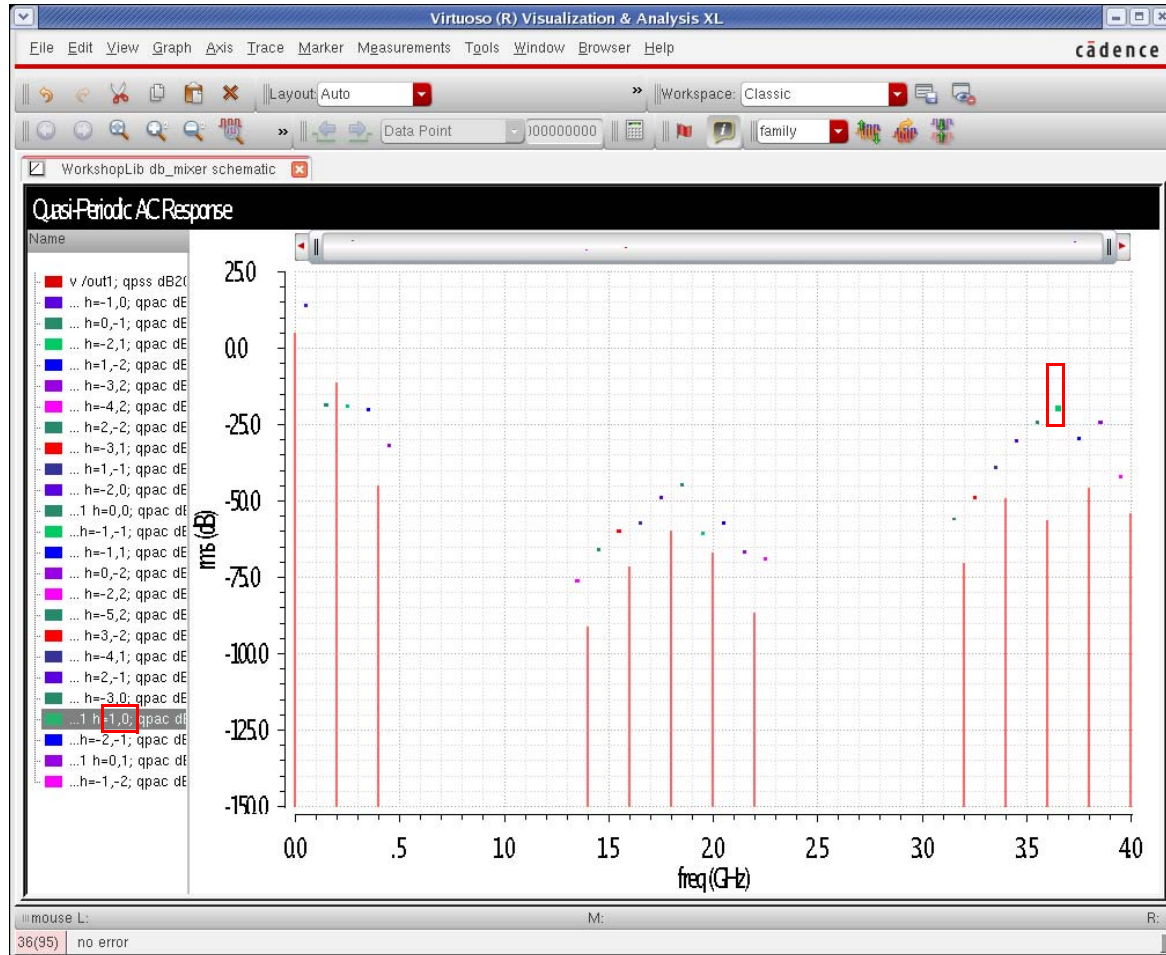 Virtuoso (R) Visualization & Analysis XL
File Edit View Graph Axis Trace Marker Measurements Tools Window Browser Help
cādence
Layout: Auto
» Workspace: Classic
» Data Point
)00000000
family
WorkshopLib db_mixer schematic
Quasi-Periodic AC Response
Name
v /out1; qpss dB20
... h=-1,0; qpac dB
... h=0,-1; qpac dB
... h=-2,1; qpac dB
... h=1,-2; qpac dB
... h=-3,2; qpac dB
... h=-4,2; qpac dB
... h=2,-2; qpac dB
... h=-3,1; qpac dB
... h=1,-1; qpac dB
... h=-2,0; qpac dB
...1 h=0,0; qpac dB
...h=-1,-1; qpac dB
... h=-1,1; qpac dB
... h=0,-2; qpac dB
... h=-2,2; qpac dB
... h=-5,2; qpac dB
... h=3,-2; qpac dB
... h=-4,1; qpac dB
... h=2,-1; qpac dB
... h=-3,0; qpac dB
...1 h=1,0; qpac dB
...h=-2,-1; qpac dB
...1 h=0,1; qpac dB
...h=-1,-2; qpac dB
25.0
0.0
-25.0
-50.0
-75.0
-100.0
-125.0
-150.0
rms (dB)
0.0 .5 1.0 1.5 2.0 2.5 3.0 3.5 4.0
freq (GHz)
mouse L: M: R:
36(95) no error